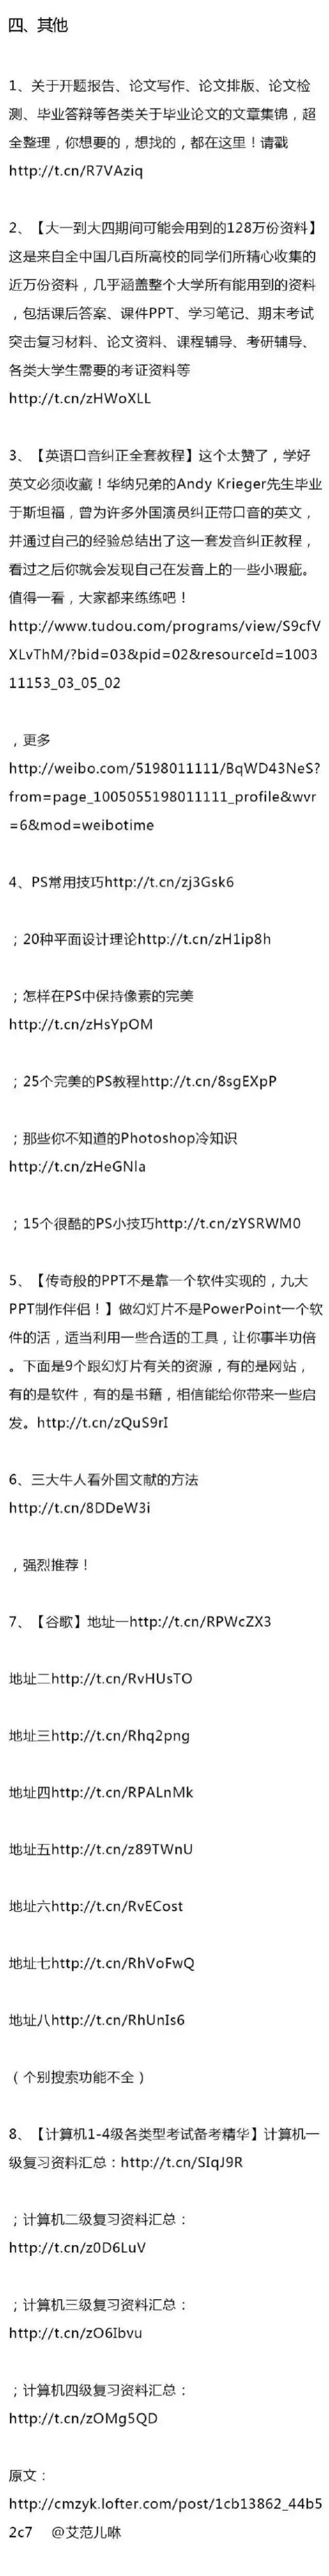 四、其他
1、关于开题报告、论文写作、论文排版、论文检
测、毕业答辩等各类关于毕业论文的文章集锦，超
全整理，你想要的，想找的，都在这里！请戳
http://t.cn/R7VAziq
2、【大一到大四期间可能会用到的128万份资料】
这是来自全中国几百所高校的同学们所精心收集的
近万份资料，几乎涵盖整个大学所有能用到的资料
，包括课后答案、课件PPT、学习笔记、期末考试
突击复习材料、论文资料、课程辅导、考研辅导、
各类大学生需要的考证资料等
http://t.cn/zHWoXLL
3、【英语口音纠正全套教程】这个太赞了，学好
英文必须收藏！华纳兄弟的Andy Krieger先生毕业
于斯坦福，曾为许多外国演员纠正带口音的英文，
并通过自己的经验总结出了这一套发音纠正教程，
看过之后你就会发现自己在发音上的一些小瑕疵。
值得一看，大家都来练练吧！
http://www.tudou.com/programs/view/S9cfV
XLvThM/?bid=03&pid=02&resourceId=1003
11153_03_05_02
，更多
http://weibo.com/5198011111/BqWD43NeS?
from=page_1005055198011111_profile&wvr
=6&mod=weibotime
4、PS常用技巧http://t.cn/zj3Gsk6
；20种平面设计理论http://t.cn/zH1ip8h
；怎样在PS中保持像素的完美
http://t.cn/zHsYpOM
；25个完美的PS教程http://t.cn/8sgEXpP
；那些你不知道的Photoshop冷知识
http://t.cn/zHeGNla
；15个很酷的PS小技巧http://t.cn/zYSRWM0
5、【传奇般的PPT不是靠一个软件实现的，九大
PPT制作伴侣！】做幻灯片不是PowerPoint一个软
件的活，适当利用一些合适的工具，让你事半功倍
。下面是9个跟幻灯片有关的资源，有的是网站，
有的是软件，有的是书籍，相信能给你带来一些启
发。http://t.cn/zQuS9rI
6、三大牛人看外国文献的方法
http://t.cn/8DDeW3i
，强烈推荐！
7、【谷歌】地址一http://t.cn/RPWcZX3
地址二http://t.cn/RvHUsTO
地址三http://t.cn/Rhq2png
地址四http://t.cn/RPALnMk
地址五http://t.cn/z89TWnU
地址六http://t.cn/RvECost
地址七http://t.cn/RhVoFwQ
地址八http://t.cn/RhUnIs6
（个别搜索功能不全）
8、【计算机1-4级各类型考试备考精华】计算机一
级复习资料汇总：http://t.cn/SIqJ9R
；计算机二级复习资料汇总：
http://t.cn/z0D6LuV
；计算机三级复习资料汇总：
http://t.cn/zO6Ibvu
；计算机四级复习资料汇总：
http://t.cn/zOMg5QD
原文：
http://cmzyk.lofter.com/post/1cb13862_44b5
2c7 @艾范儿咻